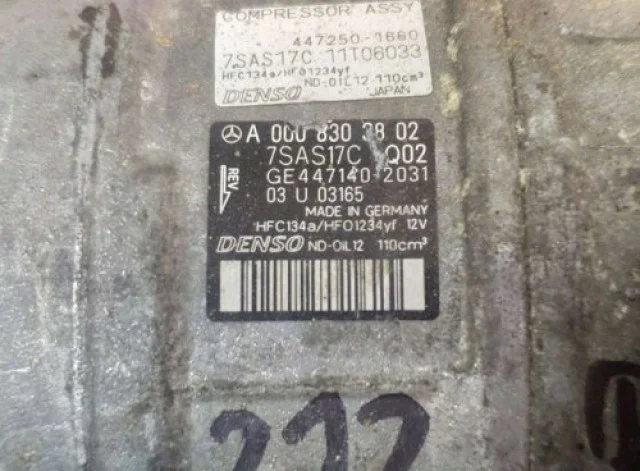 COMPRESSOR ASSY
447250-1660
7SAS17C 11T06033
HFC134a/HFO1234yf
ND-OIL12 110cm³
DENSO JAPAN
A 000 830 38 02
7SAS17C Q02
GE447140-2031
REV
03 U 03165
MADE IN GERMANY
HFC134a/HFO1234yf 12V
DENSO ND-OiL12 110cm³
212